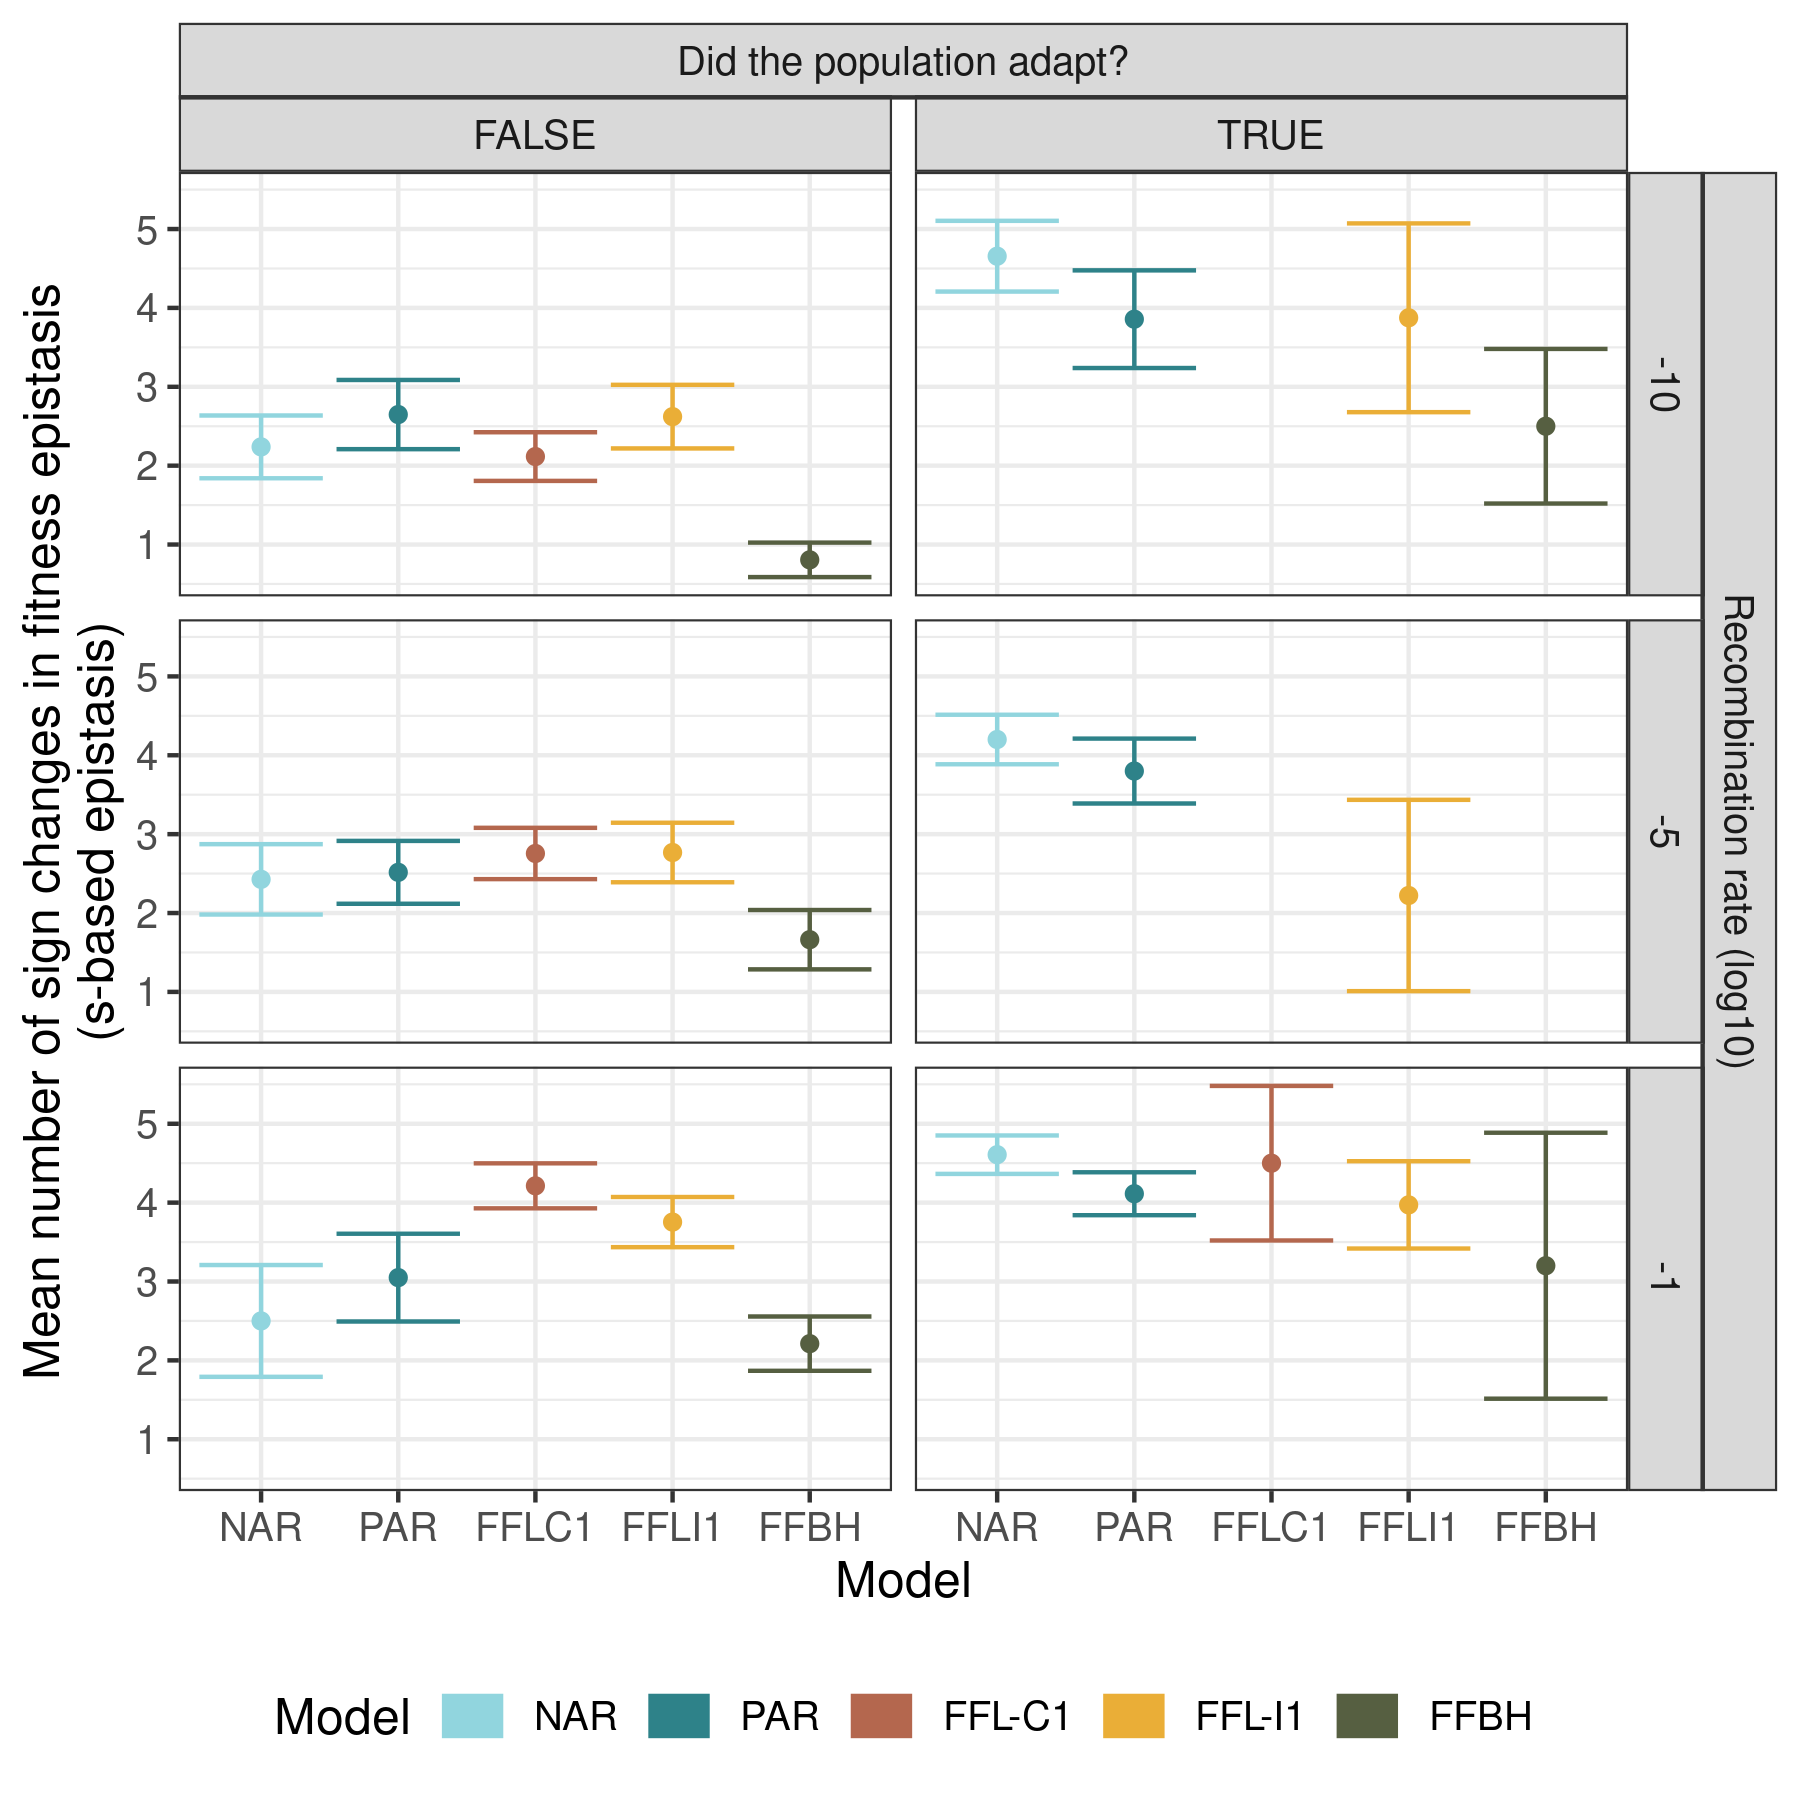 Did the population adapt?
FALSE
TRUE
Mean number of sign changes in fitness epistasis
(s-based epistasis)
5
4
3
2
1
-10
5
4
3
2
1
-5
5
4
3
2
1
-1
Recombination rate (log10)
NAR PAR FFLC1 FFLI1 FFBH
NAR PAR FFLC1 FFLI1 FFBH
Model
Model NAR PAR FFL-C1 FFL-I1 FFBH